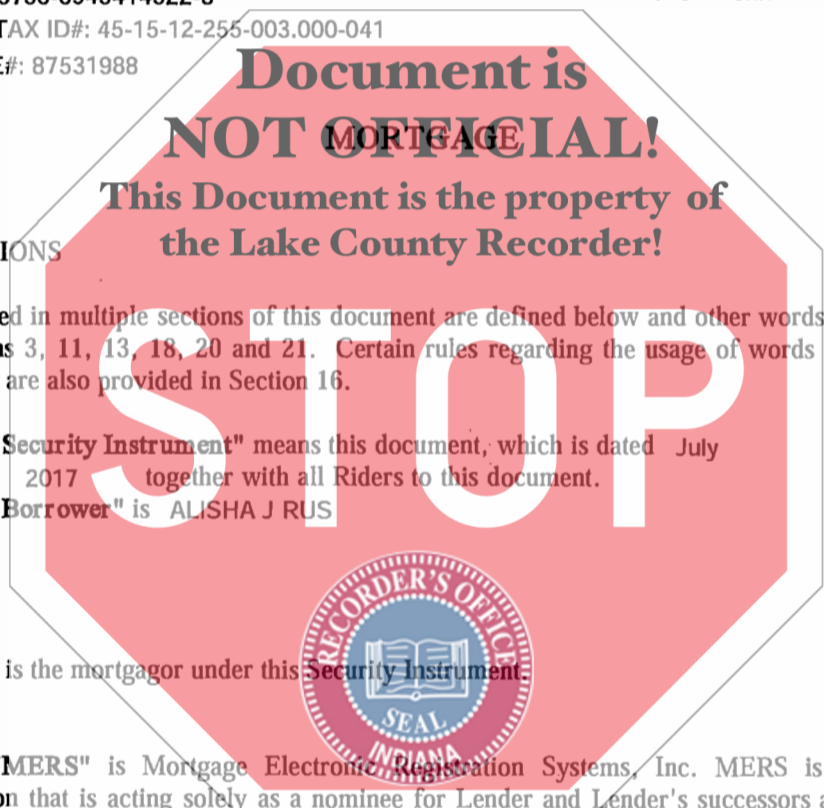 TAX ID#: 45-15-12-255-003.000-041
#: 87531988
Document is
NOT OFFICIAL!
MORTGAGE
This Document is the property of
the Lake County Recorder!
IONS
ed in multiple sections of this document are defined below and other words
s 3, 11, 13, 18, 20 and 21. Certain rules regarding the usage of words
are also provided in Section 16.
STOP
Security Instrument" means this document, which is dated July
2017 together with all Riders to this document.
Borrower" is ALISHA J RUS
RECORDER'S OFFICE
is the mortgagor under this Security Instrument.
SEAL
INDIANA
"MERS" is Mortgage Electronic Registration Systems, Inc. MERS is
on that is acting solely as a nominee for Lender and Lender's successors a